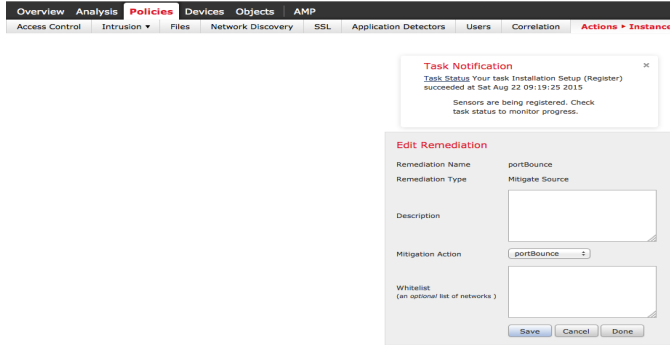 Overview Analysis Policies Devices Objects AMP
Access Control Intrusion ▾ Files Network Discovery SSL Application Detectors Users Correlation Actions ▸ Instance
Task Notification ×
Task Status Your task Installation Setup (Register)
succeeded at Sat Aug 22 09:19:25 2015
Sensors are being registered. Check
task status to monitor progress.
Edit Remediation
Remediation Name portBounce
Remediation Type Mitigate Source
Description
Mitigation Action portBounce
Whitelist
(an optional list of networks )
Save Cancel Done